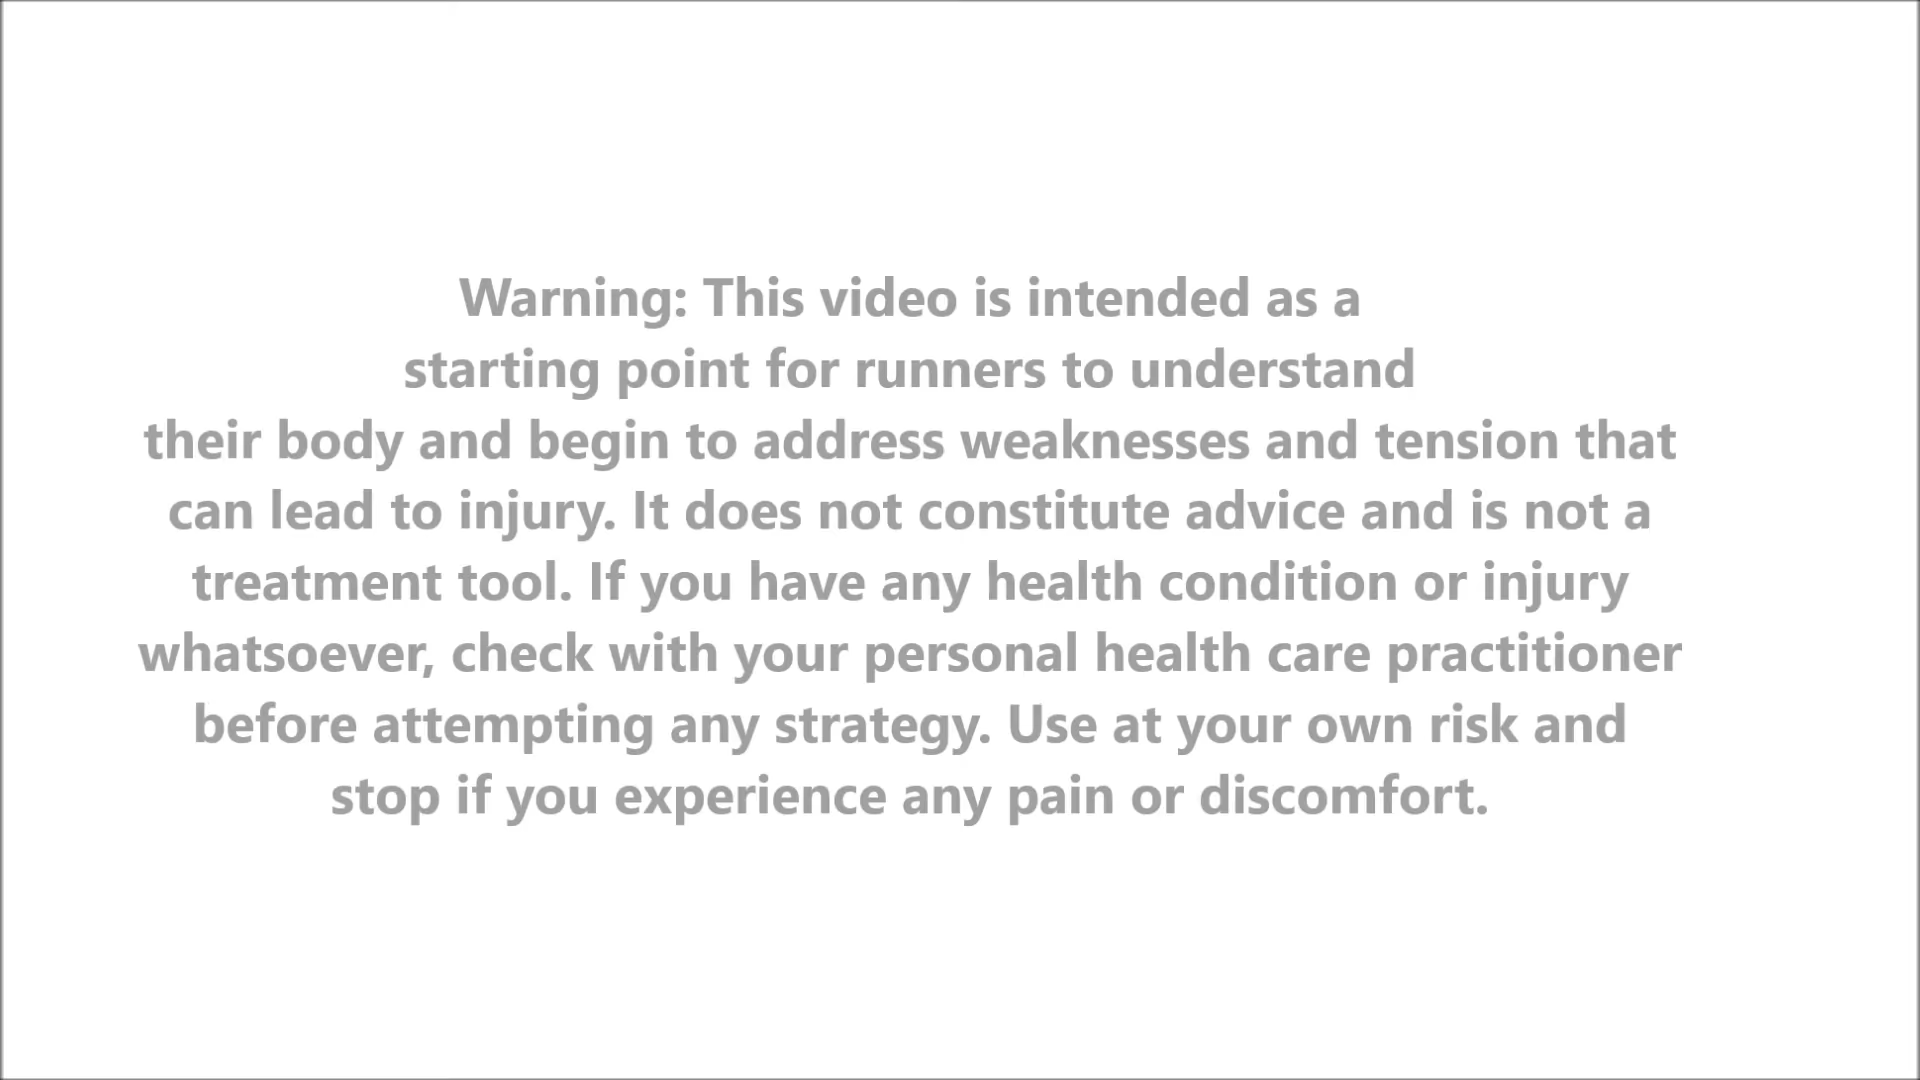 Warning: This video is intended as a
starting point for runners to understand
their body and begin to address weaknesses and tension that
can lead to injury. It does not constitute advice and is not a
treatment tool. If you have any health condition or injury
whatsoever, check with your personal health care practitioner
before attempting any strategy. Use at your own risk and
stop if you experience any pain or discomfort.